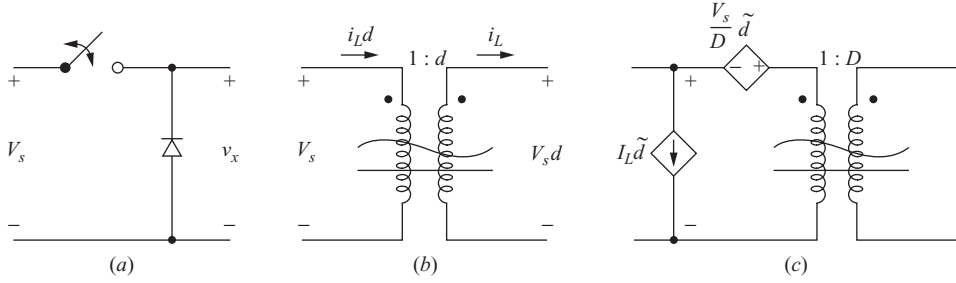 + + V_s v_x − −
(a)
i_L d i_L
1 : d
+ + V_s V_s d − −
(b)
V_s/D d̃
− +
1 : D
+
I_L d̃
−
(c)